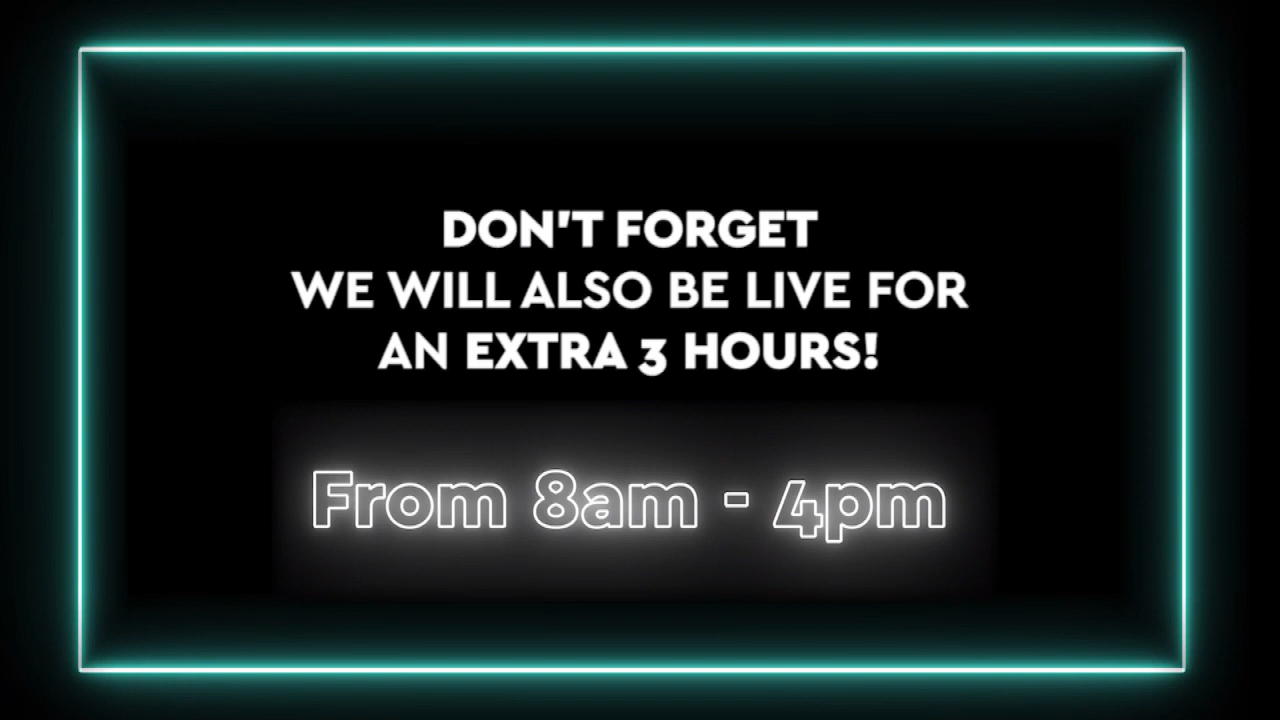 DON'T FORGET
WE WILL ALSO BE LIVE FOR
AN EXTRA 3 HOURS!
From 8am - 4pm